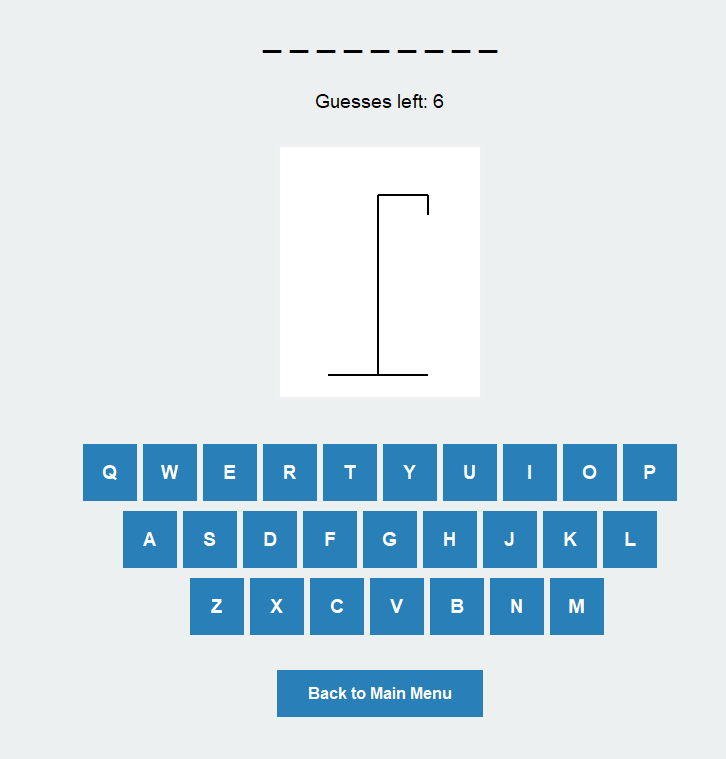 _ _ _ _ _ _ _ _ _
Guesses left: 6
Q W E R T Y U I O P
A S D F G H J K L
Z X C V B N M
Back to Main Menu